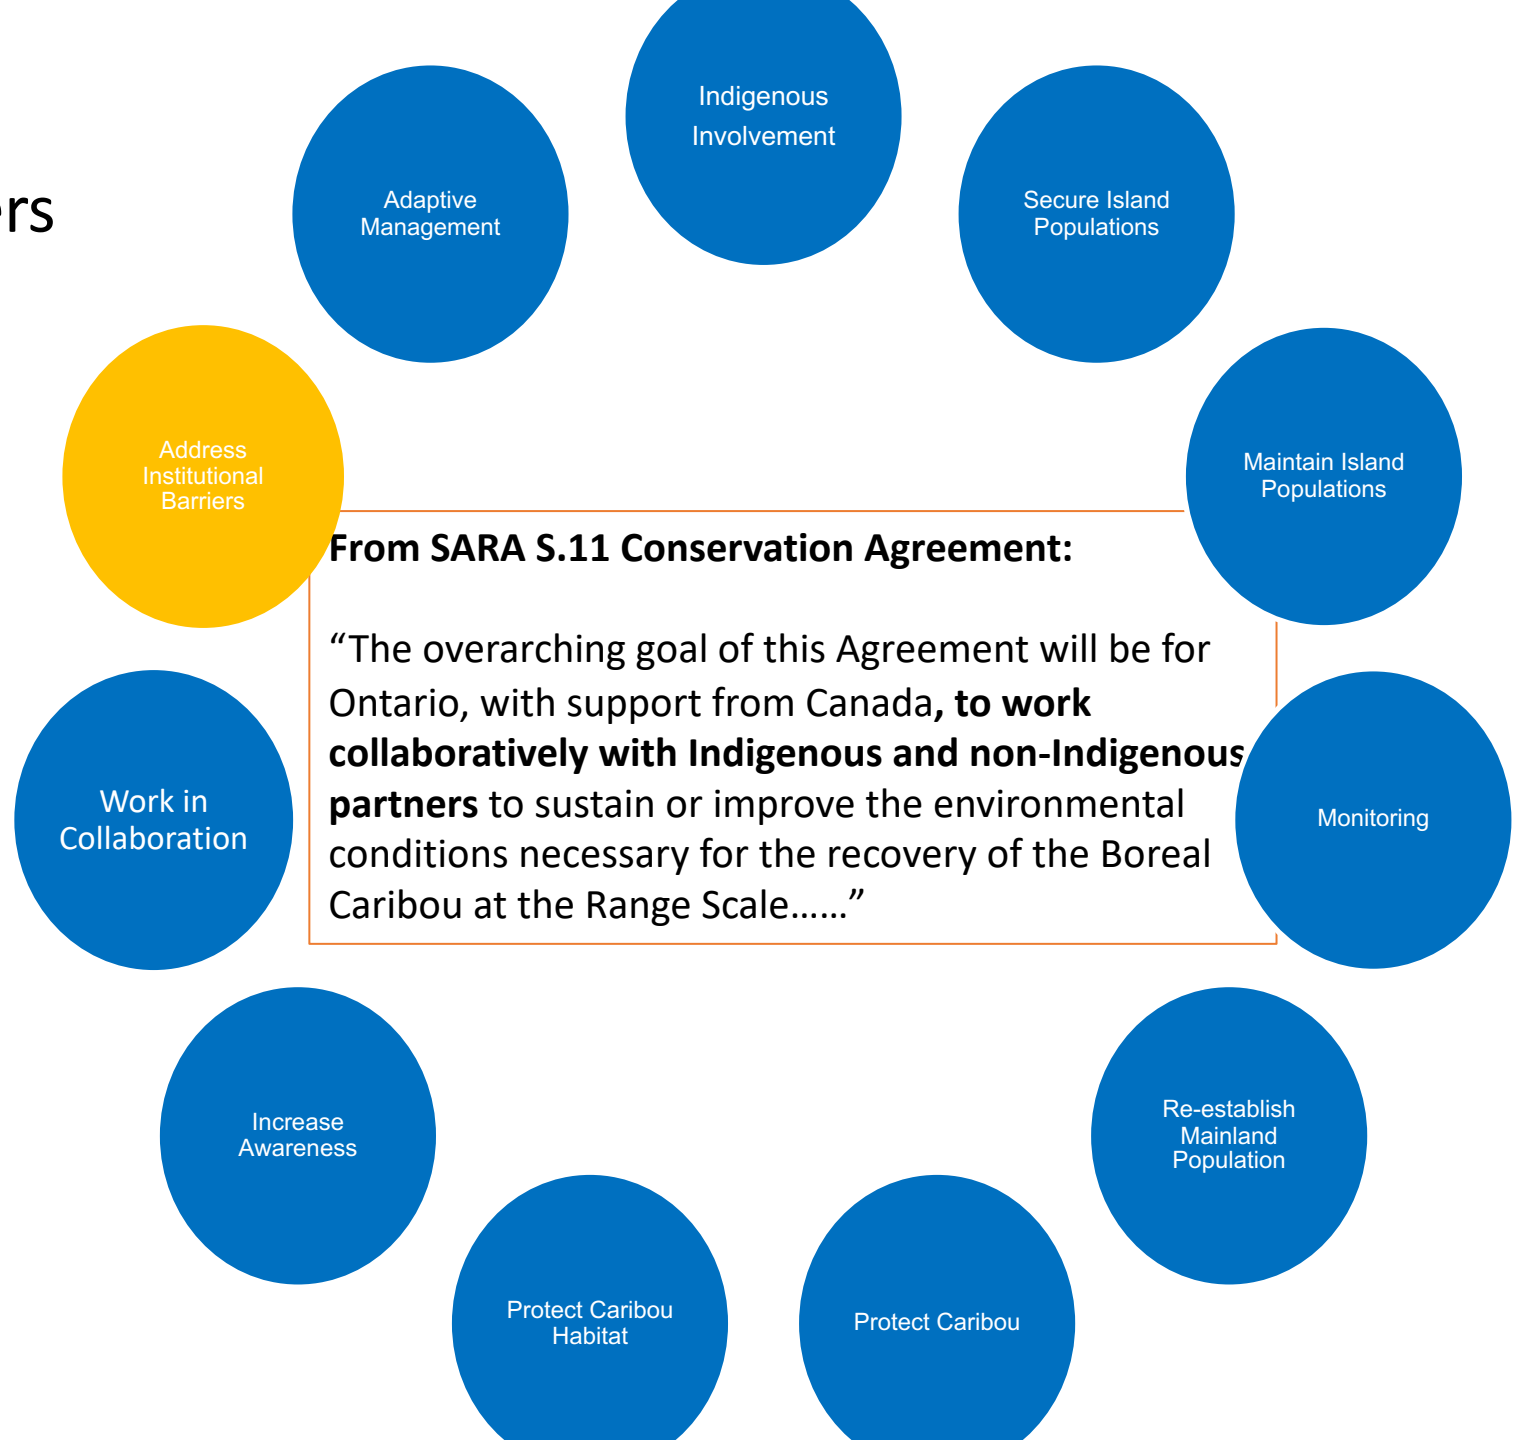 Indigenous
Involvement
Adaptive
Management
Secure Island
Populations
Address
Institutional
Barriers
Maintain Island
Populations
From SARA S.11 Conservation Agreement:
“The overarching goal of this Agreement will be for
Ontario, with support from Canada, to work
collaboratively with Indigenous and non-Indigenous
partners to sustain or improve the environmental
conditions necessary for the recovery of the Boreal
Caribou at the Range Scale……”
Work in
Collaboration
Monitoring
Increase
Awareness
Re-establish
Mainland
Population
Protect Caribou
Habitat
Protect Caribou